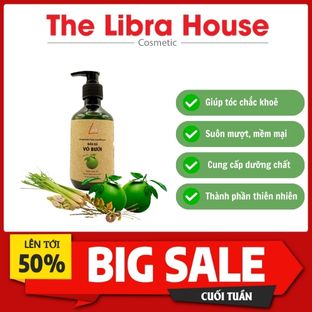 The Libra House
Cosmetic
DẦU XẢ
VỎ BƯỞI
Giúp tóc chắc khoẻ
Suôn mượt, mềm mại
Cung cấp dưỡng chất
Thành phần thiên nhiên
LÊN TỚI
50%
BIG SALE
CUỐI TUẦN